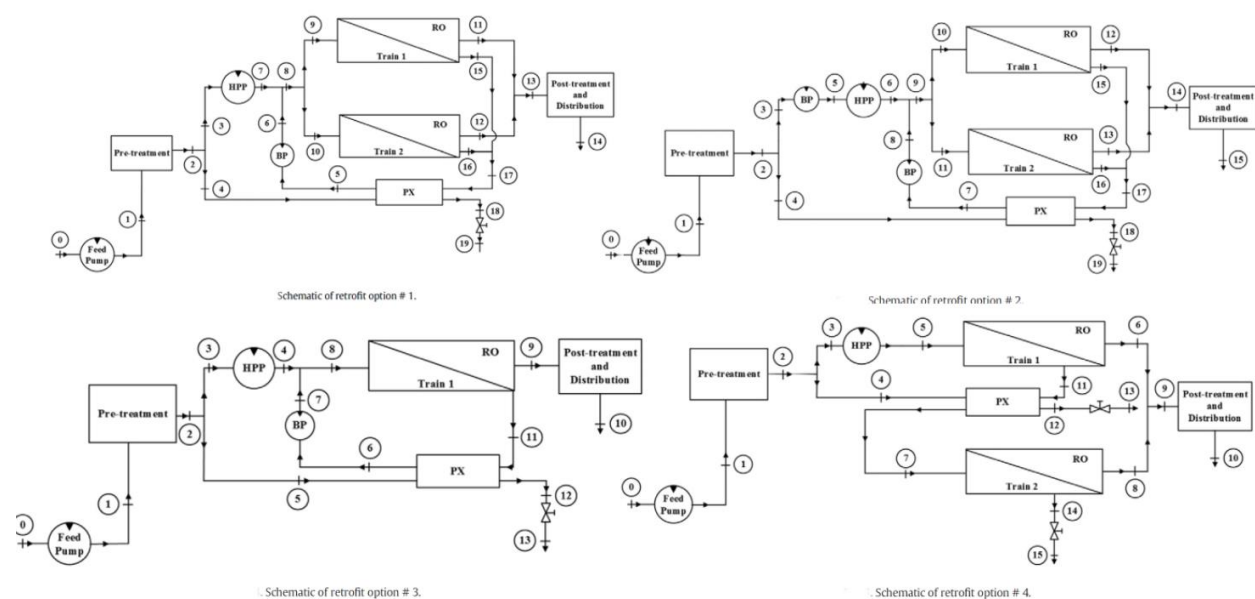 9
11
RO
Train 1
15
7
8
HPP
13
Post-treatment
and
Distribution
3
6
RO
12
Pre-treatment
BP
10
Train 2
16
14
2
5
17
4
PX
1
18
0
Feed
Pump
19
Schematic of retrofit option # 1.
10
12
RO
Train 1
15
5
6
9
3
BP
HPP
14
Post-treatment
and
Distribution
8
RO
13
Pre-treatment
BP
11
Train 2
16
15
2
7
17
4
PX
1
18
0
Feed
Pump
19
Schematic of retrofit option # 2.
3
4
8
RO
9
Post-treatment
and
Distribution
HPP
Train 1
Pre-treatment
7
BP
11
10
2
6
PX
5
12
1
0
Feed
Pump
13
. Schematic of retrofit option # 3.
3
5
RO
6
HPP
2
Train 1
Pre-treatment
4
11
13
9
Post-treatment
and
Distribution
PX
12
7
RO
10
1
Train 2
8
0
Feed
Pump
14
15
. Schematic of retrofit option # 4.